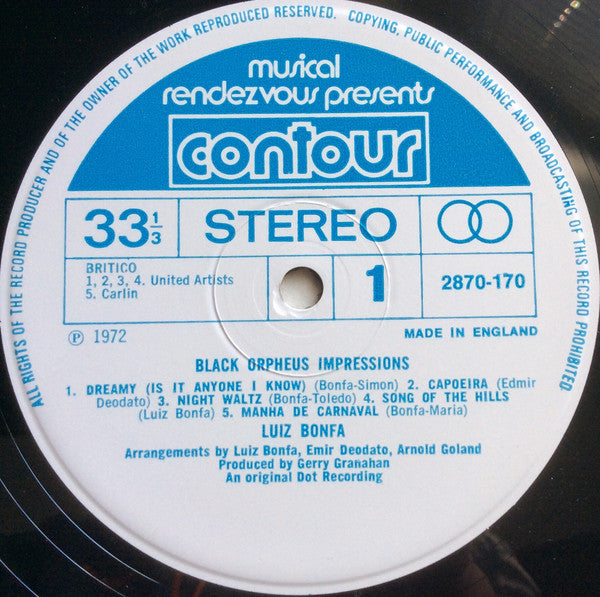 ALL RIGHTS OF THE RECORD PRODUCER AND OF THE OWNER OF THE WORK REPRODUCED RESERVED. COPYING, PUBLIC PERFORMANCE AND BROADCASTING OF THIS RECORD PROHIBITED
musical
rendezvous presents
contour
33 1/3 STEREO
BRITICO
1, 2, 3, 4. United Artists
5. Carlin
1
2870-170
Ⓟ 1972
MADE IN ENGLAND
BLACK ORPHEUS IMPRESSIONS
1. DREAMY (IS IT ANYONE I KNOW) (Bonfa-Simon) 2. CAPOEIRA (Edmir
Deodato) 3. NIGHT WALTZ (Bonfa-Toledo) 4. SONG OF THE HILLS
(Luiz Bonfa) 5. MANHA DE CARNAVAL (Bonfa-Maria)
LUIZ BONFA
Arrangements by Luiz Bonfa, Emir Deodato, Arnold Goland
Produced by Gerry Granahan
An original Dot Recording